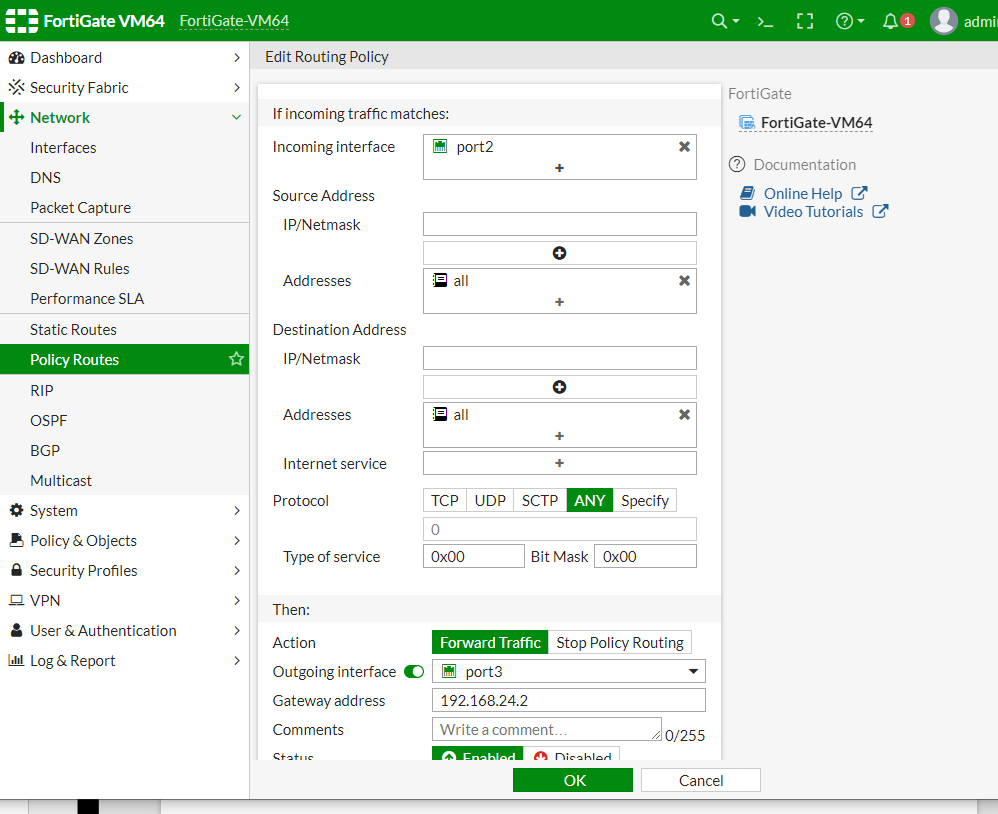 FortiGate VM64 FortiGate-VM64 1
Dashboard
Security Fabric
Network
Interfaces
DNS
Packet Capture
SD-WAN Zones
SD-WAN Rules
Performance SLA
Static Routes
Policy Routes
RIP
OSPF
BGP
Multicast
System
Policy & Objects
Security Profiles
VPN
User & Authentication
Log & Report
Edit Routing Policy
If incoming traffic matches:
Incoming interface port2
+
Source Address
IP/Netmask
Addresses all
+
Destination Address
IP/Netmask
Addresses all
+
Internet service +
Protocol TCP UDP SCTP ANY Specify
0
Type of service 0x00 Bit Mask 0x00
Then:
Action Forward Traffic Stop Policy Routing
Outgoing interface port3
Gateway address 192.168.24.2
Comments Write a comment... 0/255
Status Enabled Disabled
OK Cancel
FortiGate
FortiGate-VM64
Documentation
Online Help
Video Tutorials